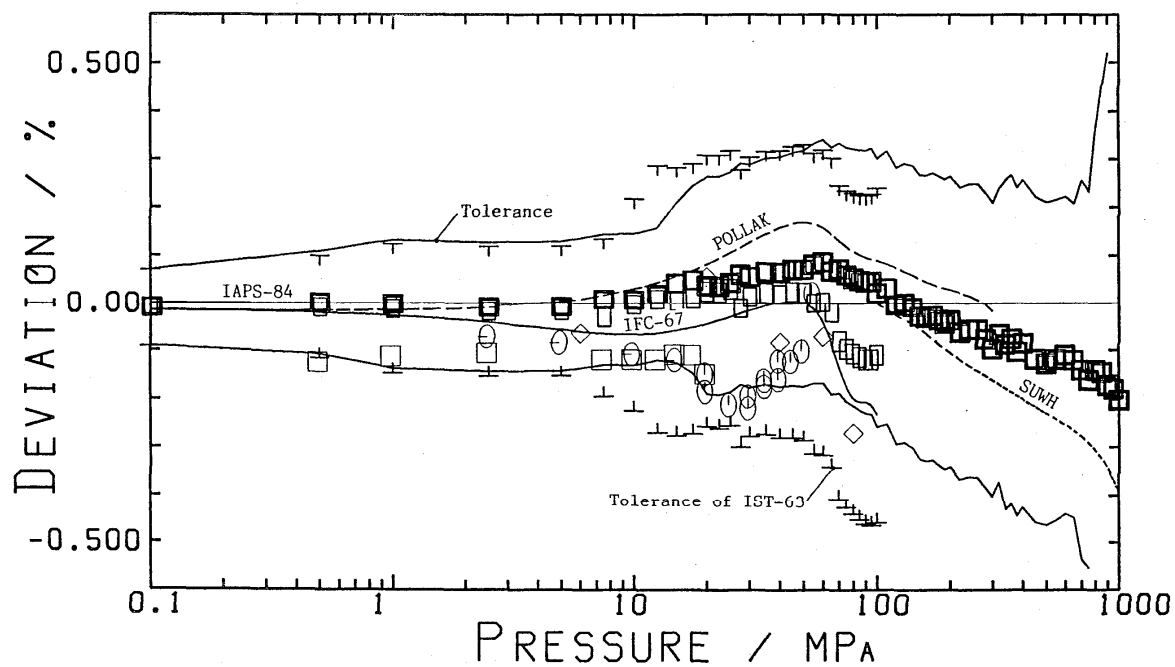 0.500
0.00
-0.500
DEVIATION / %
Tolerance
IAPS-84
POLLAK
IFC-67
SUWH
Tolerance of IST-63
0.1
1
10
100
1000
PRESSURE / MPA